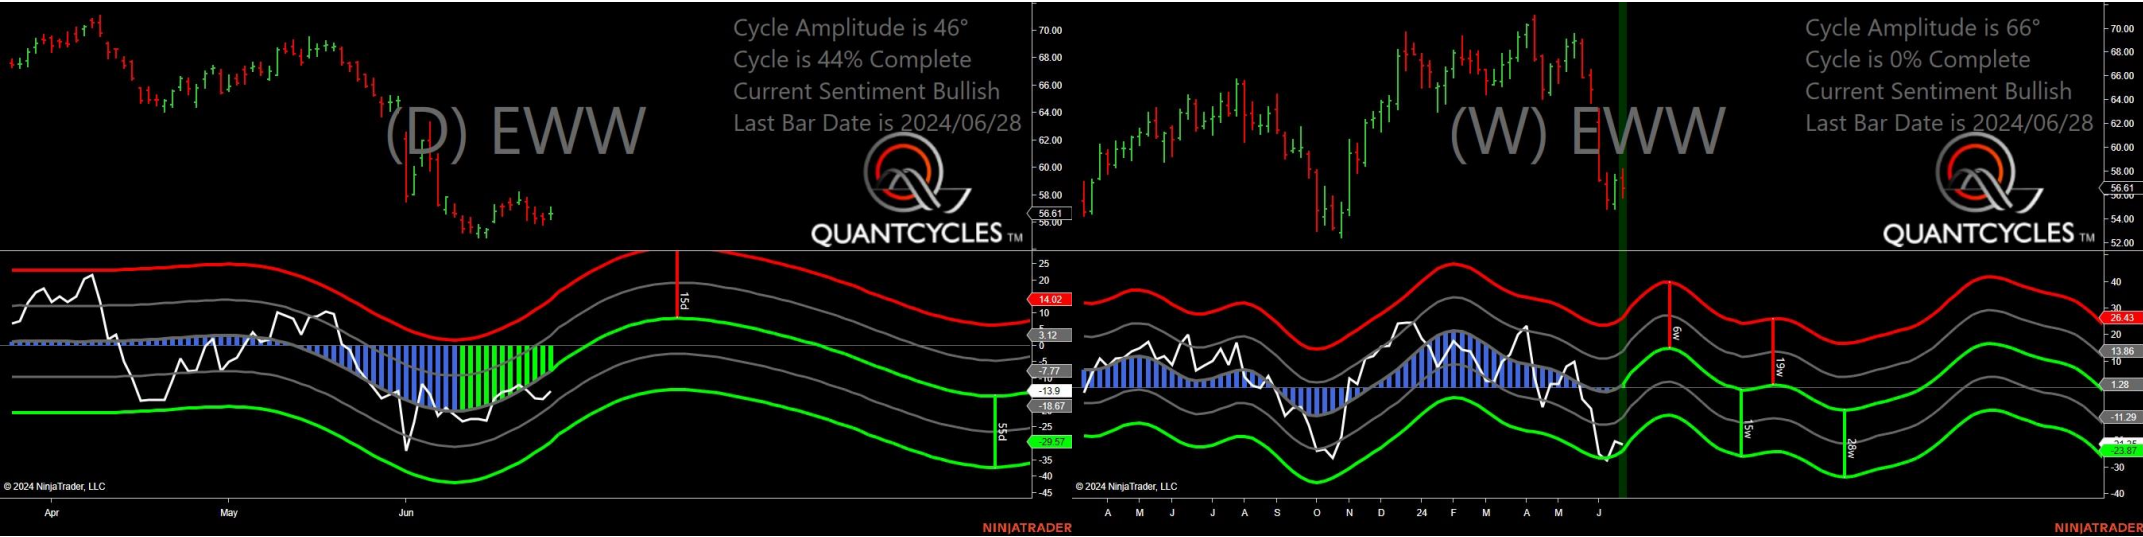 Cycle Amplitude is 46°
Cycle is 44% Complete
Current Sentiment Bullish
Last Bar Date is 2024/06/28
(D) EWW
QUANTCYCLES TM
70.00
68.00
66.00
64.00
62.00
60.00
58.00
56.61
56.00
25
20
14.02
10
5
3.12
0
-5
-7.77
-10
-13.9
-18.67
-25
-29.57
-35
-40
-45
15d
55d
© 2024 NinjaTrader, LLC
Apr May Jun
NINJATRADER
Cycle Amplitude is 66°
Cycle is 0% Complete
Current Sentiment Bullish
Last Bar Date is 2024/06/28
(W) EWW
QUANTCYCLES TM
70.00
68.00
66.00
64.00
62.00
60.00
58.00
56.61
54.00
52.00
40
30
26.43
20
13.86
10
1.28
-11.29
-23.87
-30
-40
6w
19w
15w
28w
© 2024 NinjaTrader, LLC
A M J J A S O N D 24 F M A M J
NINJATRADER